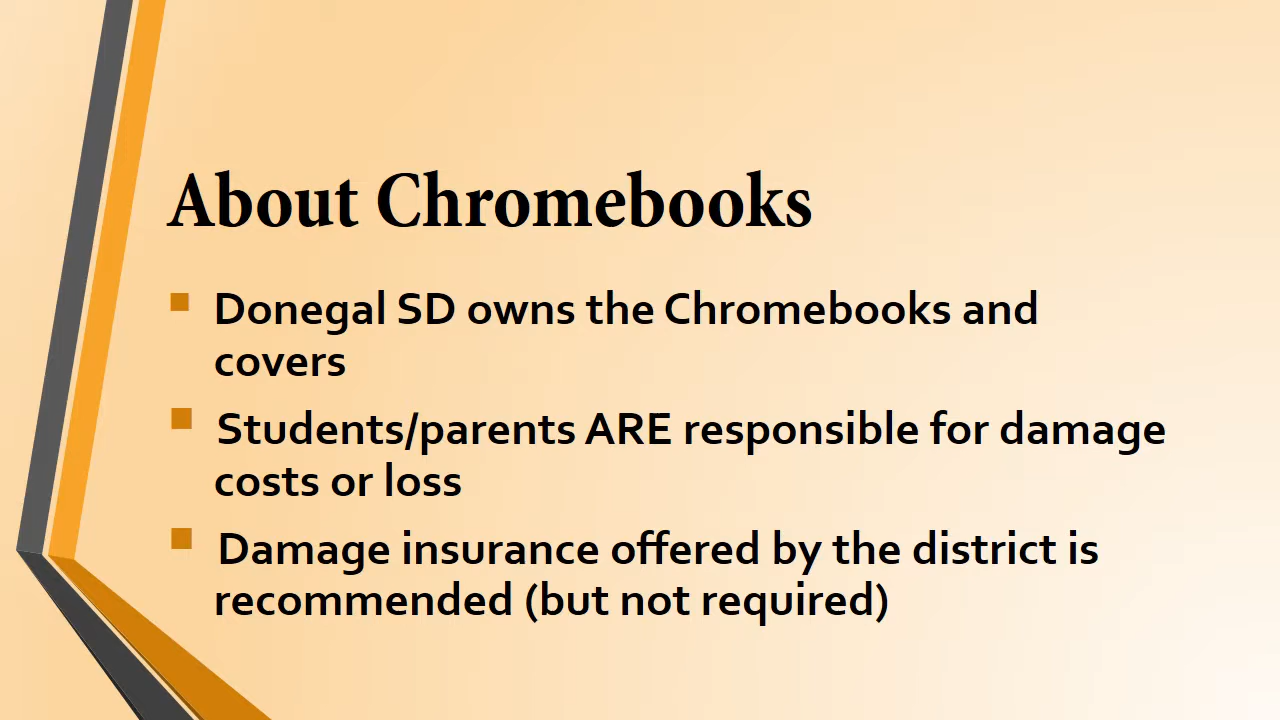 About Chromebooks
Donegal SD owns the Chromebooks and
covers
Students/parents ARE responsible for damage
costs or loss
Damage insurance offered by the district is
recommended (but not required)